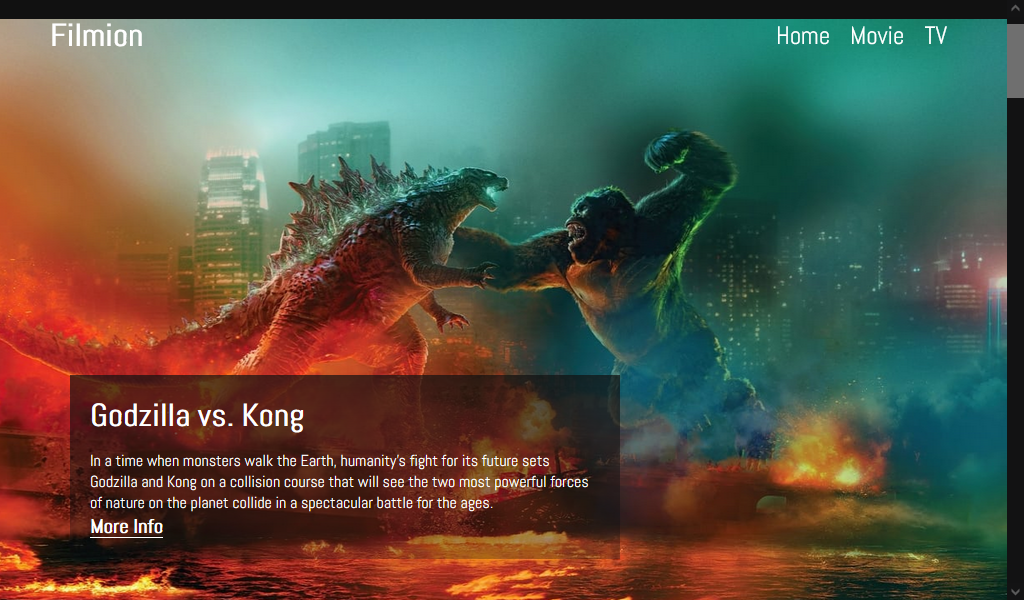 Filmion
Home Movie TV
Godzilla vs. Kong
In a time when monsters walk the Earth, humanity's fight for its future sets
Godzilla and Kong on a collision course that will see the two most powerful forces
of nature on the planet collide in a spectacular battle for the ages.
More Info